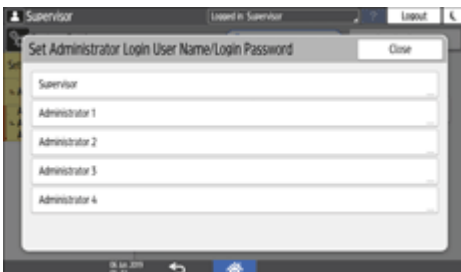 Supervisor
Logged in: Supervisor
? Logout
Set Administrator Login User Name/Login Password
Close
Supervisor
Administrator 1
Administrator 2
Administrator 3
Administrator 4